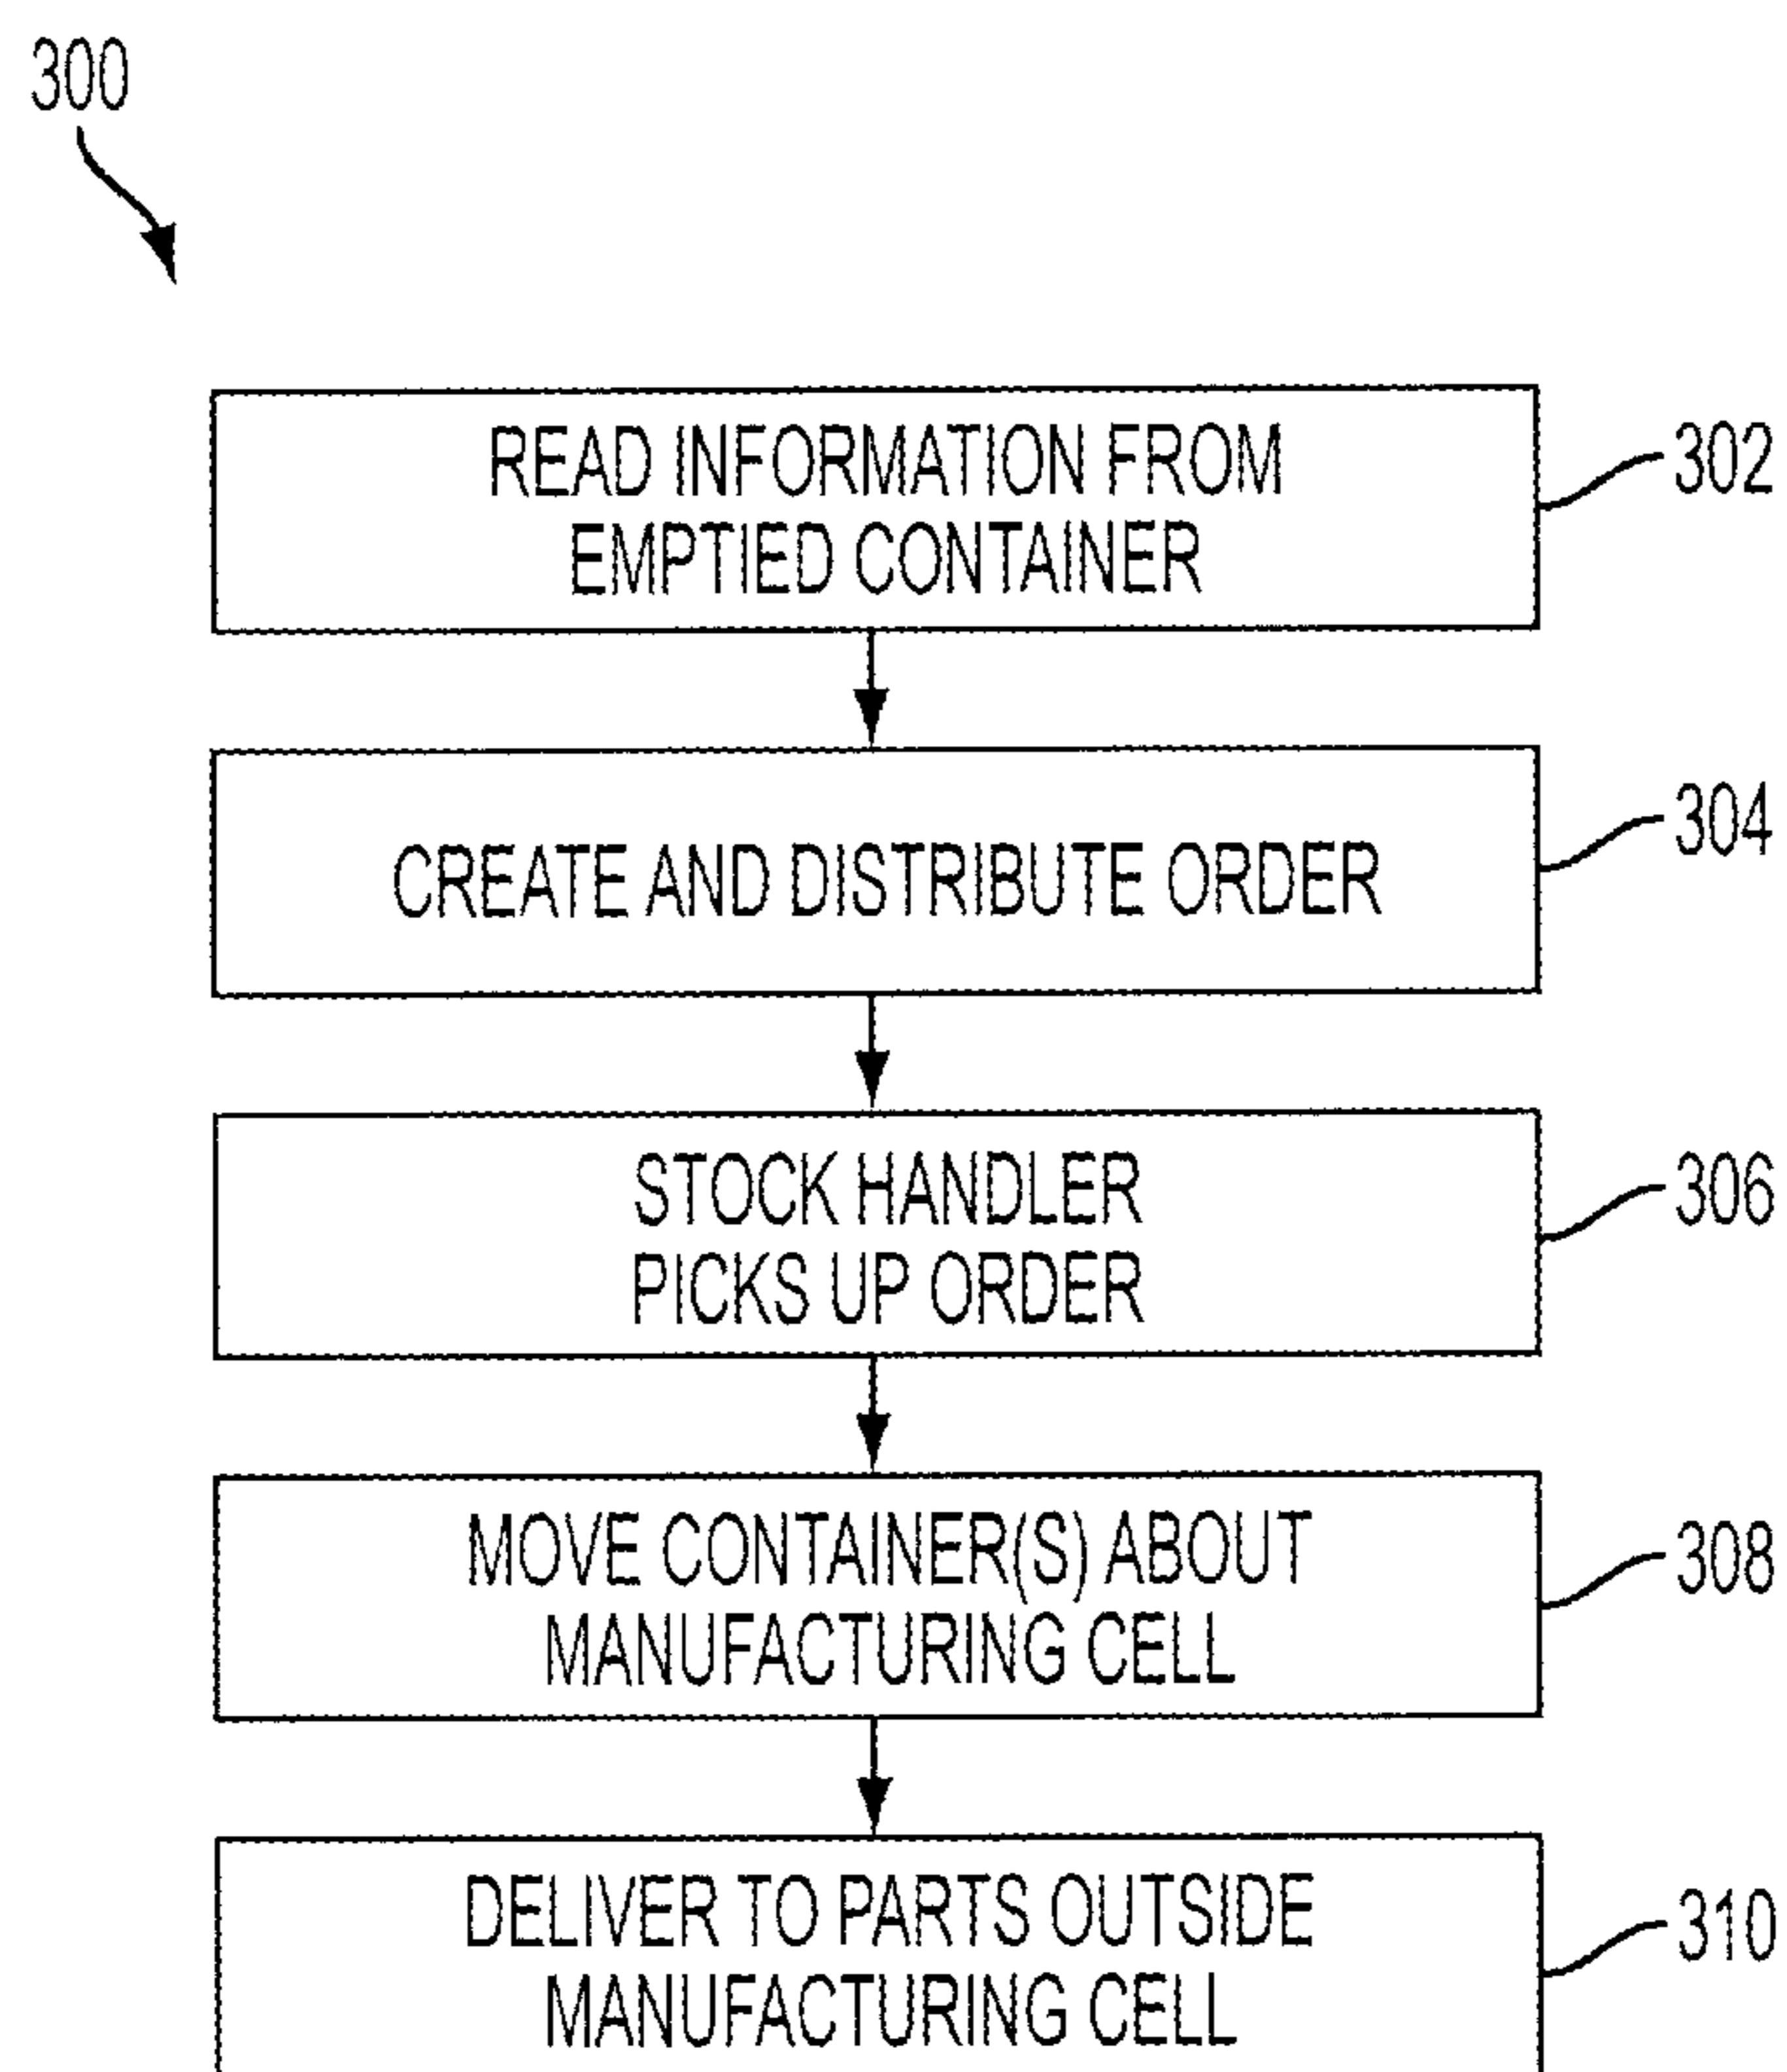 300
READ INFORMATION FROM
EMPTIED CONTAINER
302
CREATE AND DISTRIBUTE ORDER
304
STOCK HANDLER
PICKS UP ORDER
306
MOVE CONTAINER(S) ABOUT
MANUFACTURING CELL
308
DELIVER TO PARTS OUTSIDE
MANUFACTURING CELL
310